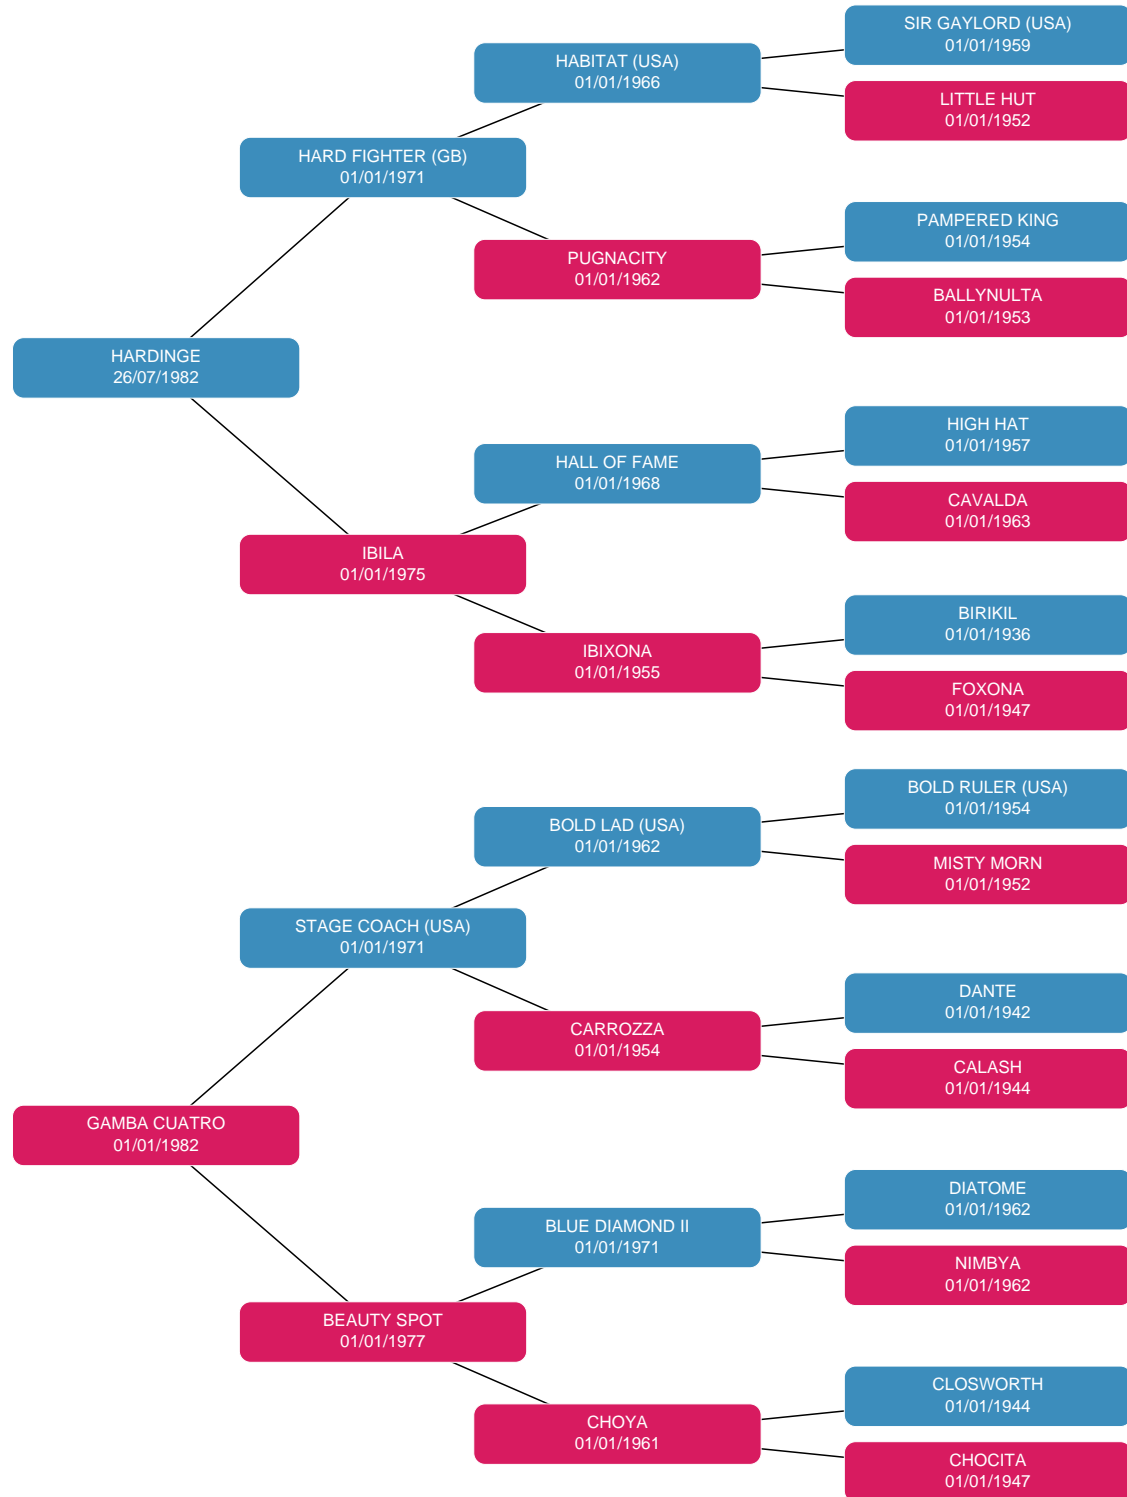 SIR GAYLORD (USA)
01/01/1959
HABITAT (USA)
01/01/1966
LITTLE HUT
01/01/1952
HARD FIGHTER (GB)
01/01/1971
PAMPERED KING
01/01/1954
PUGNACITY
01/01/1962
BALLYNULTA
01/01/1953
HARDINGE
26/07/1982
HIGH HAT
01/01/1957
HALL OF FAME
01/01/1968
CAVALDA
01/01/1963
IBILA
01/01/1975
BIRIKIL
01/01/1936
IBIXONA
01/01/1955
FOXONA
01/01/1947
BOLD RULER (USA)
01/01/1954
BOLD LAD (USA)
01/01/1962
MISTY MORN
01/01/1952
STAGE COACH (USA)
01/01/1971
DANTE
01/01/1942
CARROZZA
01/01/1954
CALASH
01/01/1944
GAMBA CUATRO
01/01/1982
DIATOME
01/01/1962
BLUE DIAMOND II
01/01/1971
NIMBYA
01/01/1962
BEAUTY SPOT
01/01/1977
CLOSWORTH
01/01/1944
CHOYA
01/01/1961
CHOCITA
01/01/1947